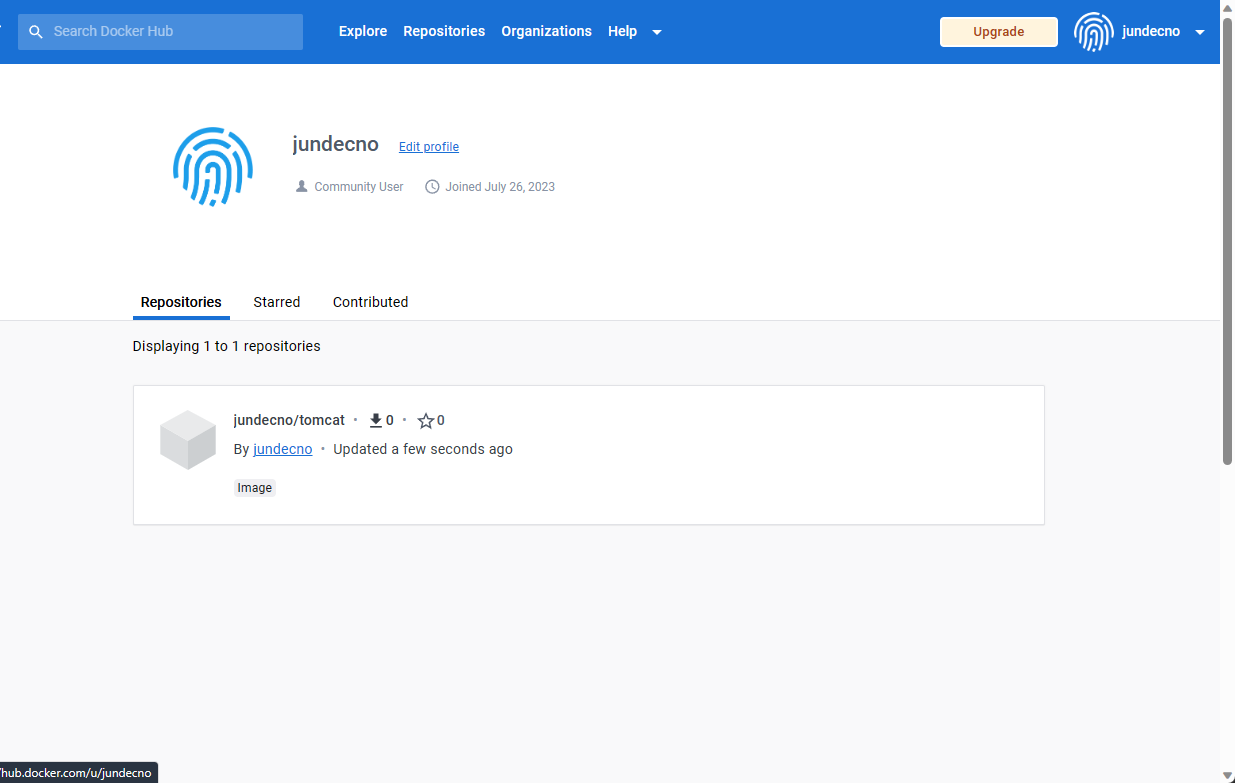 Search Docker Hub Explore Repositories Organizations Help Upgrade jundecno
jundecno Edit profile
Community User Joined July 26, 2023
Repositories Starred Contributed
Displaying 1 to 1 repositories
jundecno/tomcat • 0 • 0
By jundecno • Updated a few seconds ago
Image
/hub.docker.com/u/jundecno